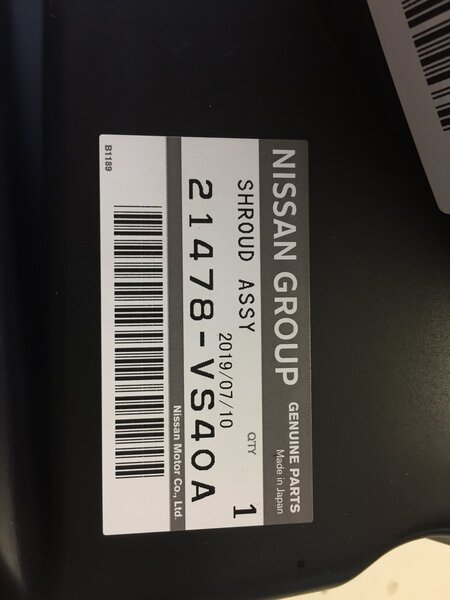 NISSAN GROUP GENUINE PARTS
Made in Japan
SHROUD ASSY QTY 1
2019/07/10
21478-VS40A
Nissan Motor Co., Ltd.
B1189